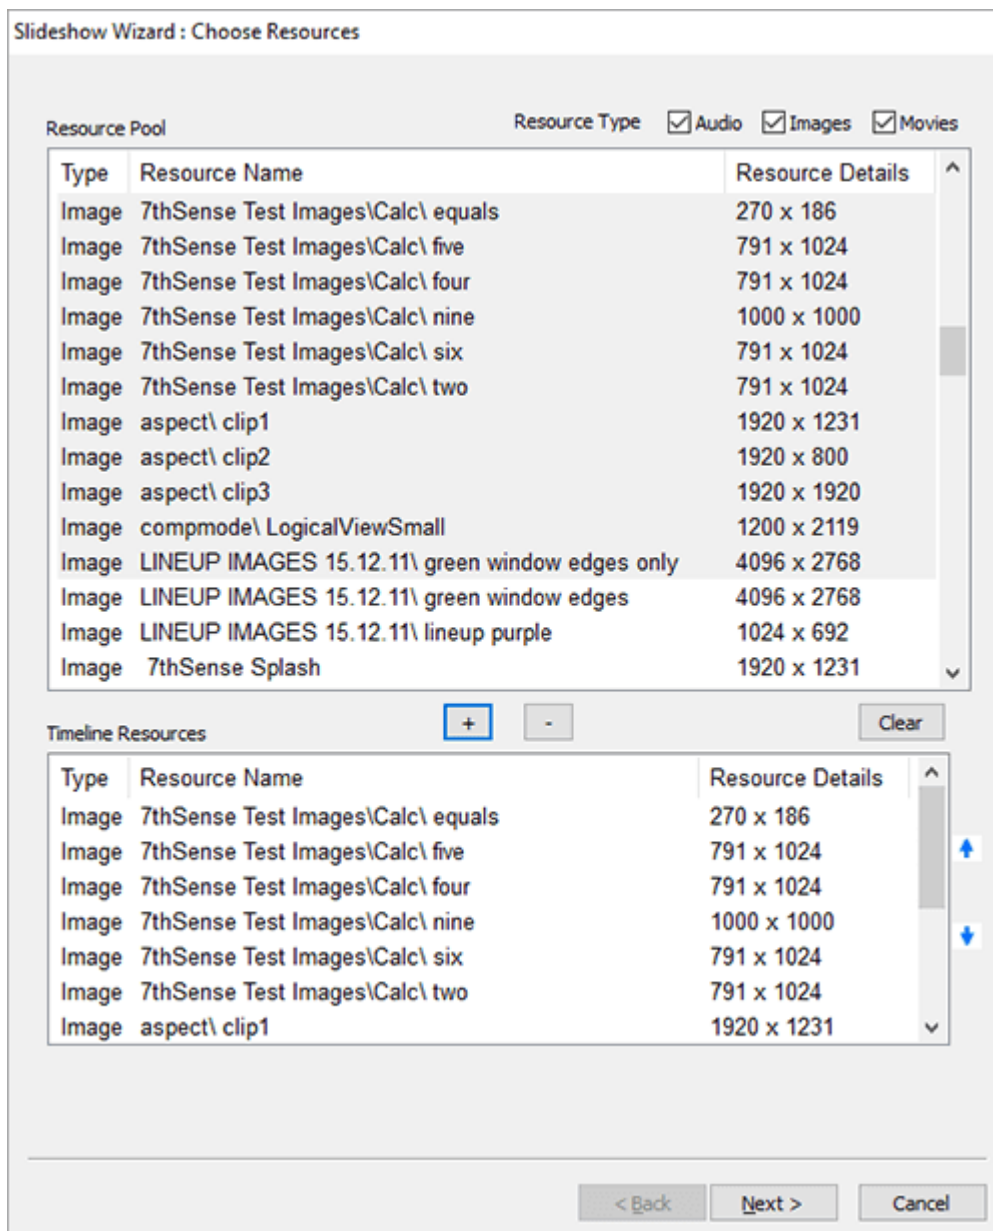 Slideshow Wizard : Choose Resources
Resource Pool Resource Type Audio Images Movies
Type Resource Name Resource Details
Image 7thSense Test Images\Calc\ equals 270 x 186
Image 7thSense Test Images\Calc\ five 791 x 1024
Image 7thSense Test Images\Calc\ four 791 x 1024
Image 7thSense Test Images\Calc\ nine 1000 x 1000
Image 7thSense Test Images\Calc\ six 791 x 1024
Image 7thSense Test Images\Calc\ two 791 x 1024
Image aspect\ clip1 1920 x 1231
Image aspect\ clip2 1920 x 800
Image aspect\ clip3 1920 x 1920
Image compmode\ LogicalViewSmall 1200 x 2119
Image LINEUP IMAGES 15.12.11\ green window edges only 4096 x 2768
Image LINEUP IMAGES 15.12.11\ green window edges 4096 x 2768
Image LINEUP IMAGES 15.12.11\ lineup purple 1024 x 692
Image 7thSense Splash 1920 x 1231
Timeline Resources + - Clear
Type Resource Name Resource Details
Image 7thSense Test Images\Calc\ equals 270 x 186
Image 7thSense Test Images\Calc\ five 791 x 1024
Image 7thSense Test Images\Calc\ four 791 x 1024
Image 7thSense Test Images\Calc\ nine 1000 x 1000
Image 7thSense Test Images\Calc\ six 791 x 1024
Image 7thSense Test Images\Calc\ two 791 x 1024
Image aspect\ clip1 1920 x 1231
< Back Next > Cancel